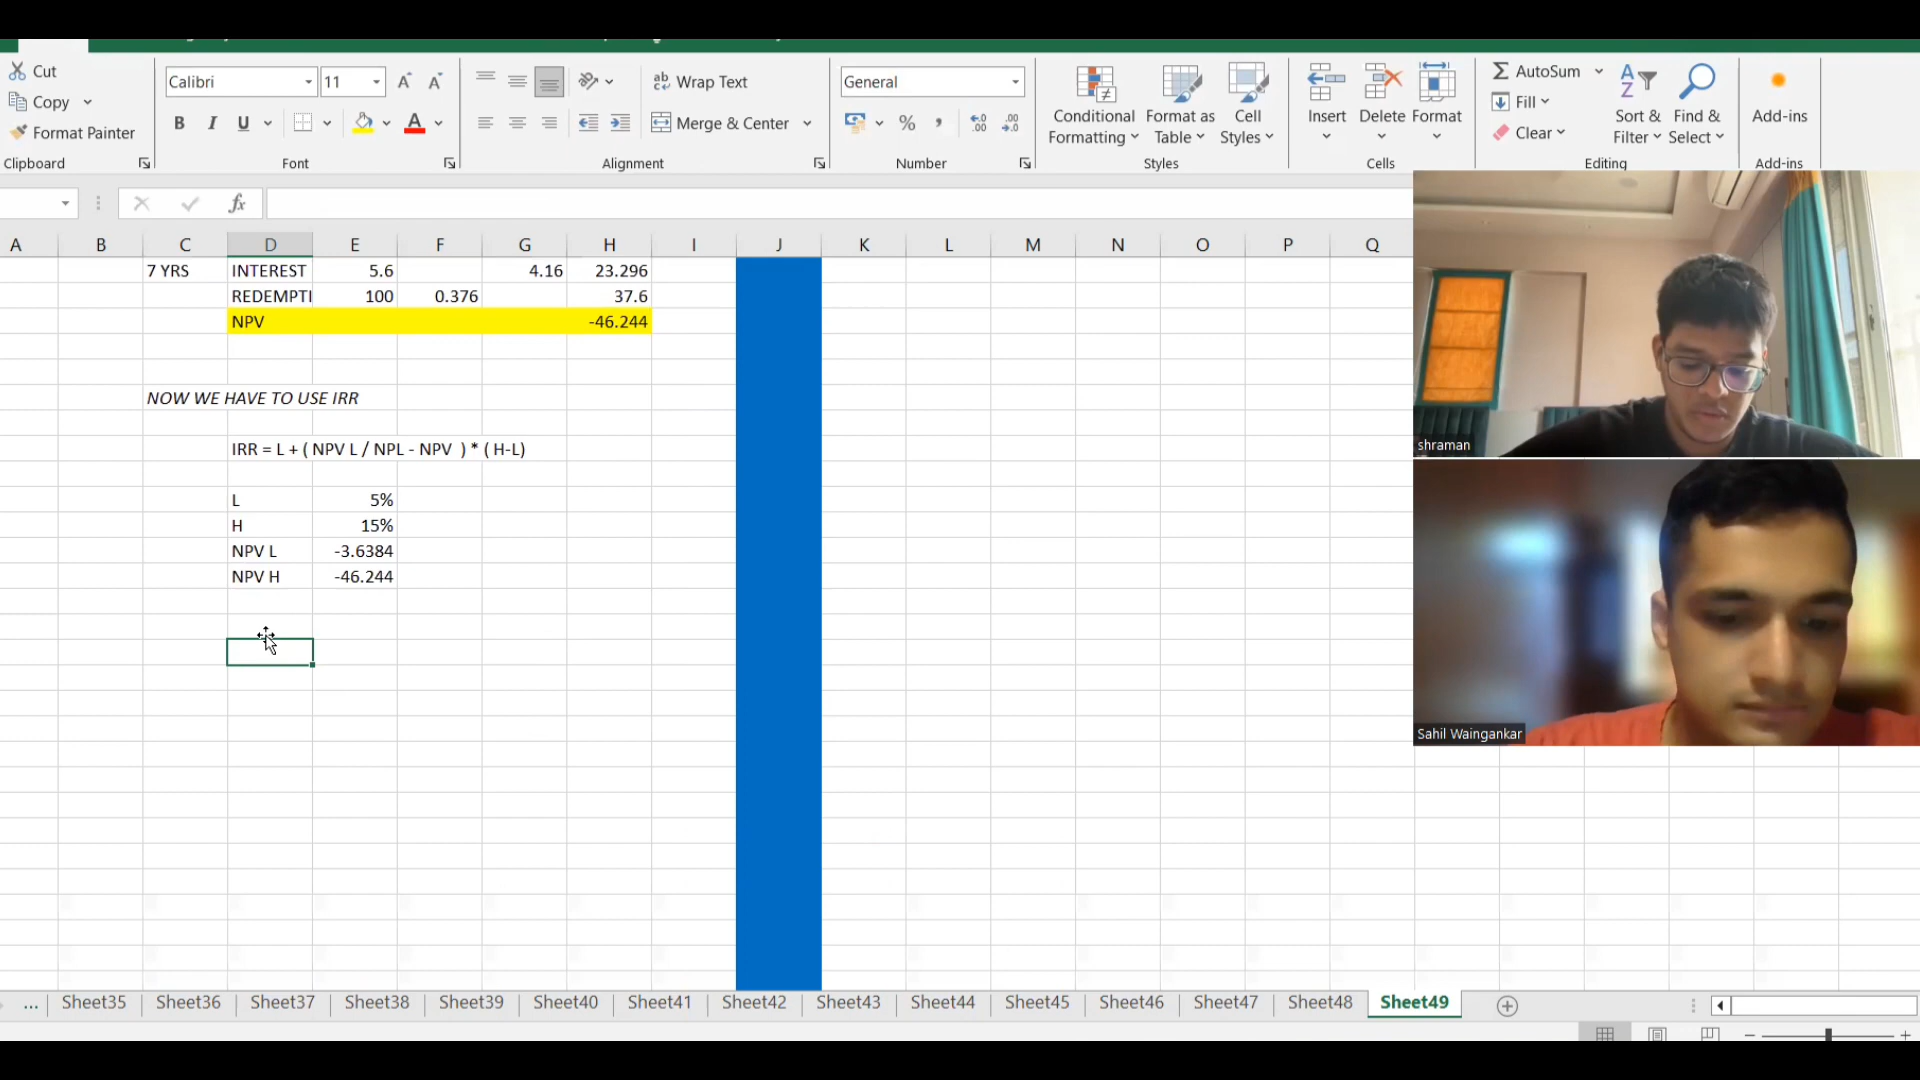 Cut
Copy
Format Painter
Clipboard
Calibri
11
B I U
A
Font
Wrap Text
Merge & Center
Alignment
General
%
Number
Conditional
Formatting
Format as
Table
Cell
Styles
Styles
Insert
Delete
Format
Cells
AutoSum
Fill
Clear
Sort &
Filter
Find &
Select
Editing
Add-ins
Add-ins
fx
A B C D E F G H I J K L M N O P Q
7 YRS INTEREST 5.6 4.16 23.296
REDEMPTI 100 0.376 37.6
NPV -46.244
NOW WE HAVE TO USE IRR
IRR = L + ( NPV L / NPL - NPV ) * ( H-L)
L 5%
H 15%
NPV L -3.6384
NPV H -46.244
shraman
Sahil Waingankar
... Sheet35 Sheet36 Sheet37 Sheet38 Sheet39 Sheet40 Sheet41 Sheet42 Sheet43 Sheet44 Sheet45 Sheet46 Sheet47 Sheet48 Sheet49